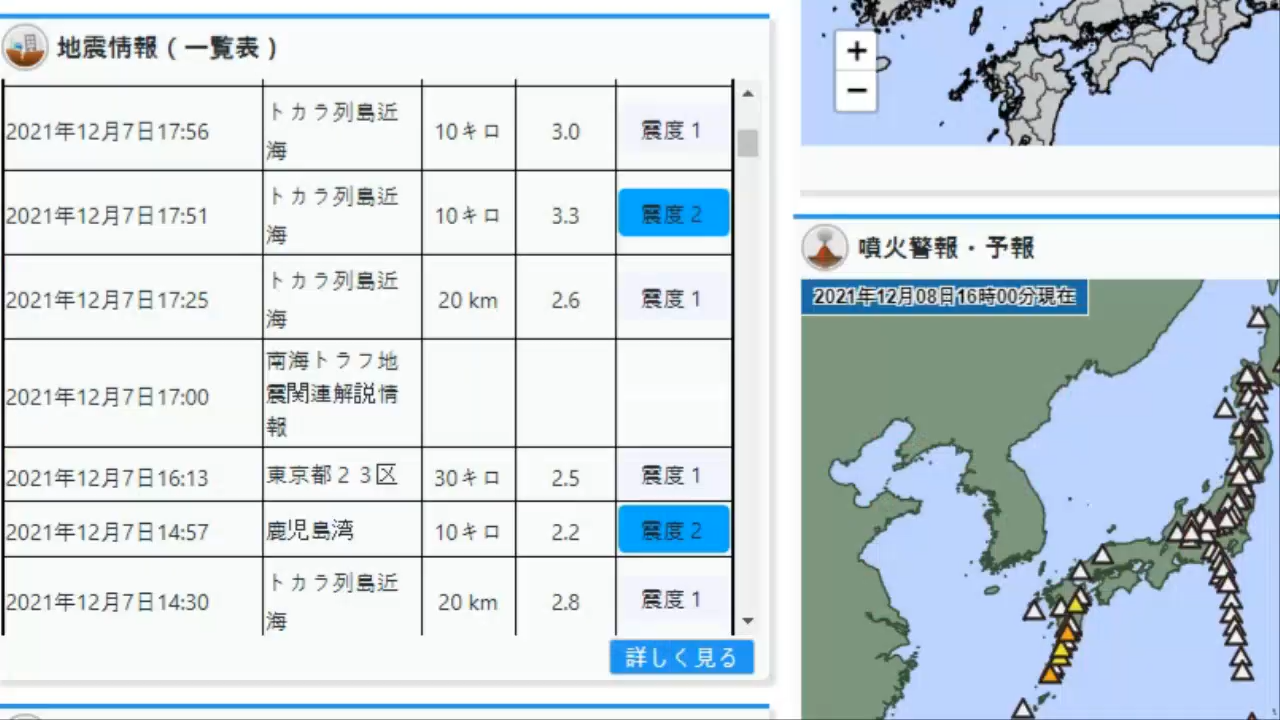 地震情報(一覧表)
2021年12月7日17:56 トカラ列島近海 10キロ 3.0 震度1
2021年12月7日17:51 トカラ列島近海 10キロ 3.3 震度2
2021年12月7日17:25 トカラ列島近海 20 km 2.6 震度1
2021年12月7日17:00 南海トラフ地震関連解説情報
2021年12月7日16:13 東京都23区 30キロ 2.5 震度1
2021年12月7日14:57 鹿児島湾 10キロ 2.2 震度2
2021年12月7日14:30 トカラ列島近海 20 km 2.8 震度1
詳しく見る
+
−
噴火警報・予報
2021年12月08日16時00分現在